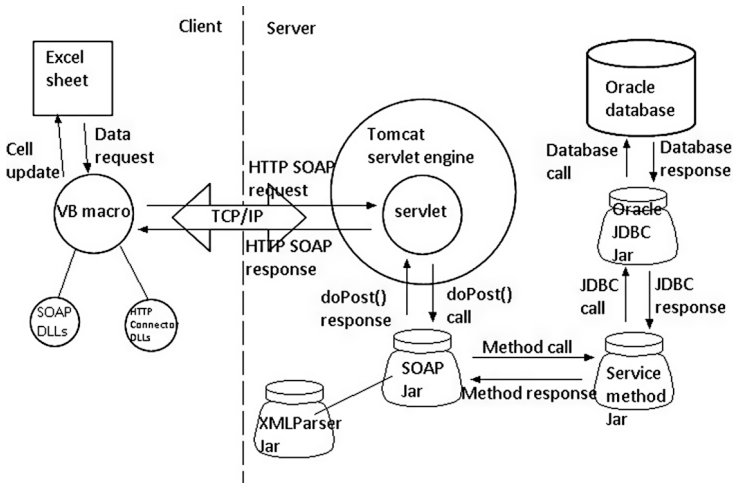 Client
Server
Excel
sheet
Oracle
database
Cell
update
Data
request
Tomcat
servlet engine
Database
call
Database
response
HTTP SOAP
request
VB macro
TCP/IP
servlet
Oracle
JDBC
Jar
HTTP SOAP
response
SOAP
DLLs
HTTP
Connector
DLLs
doPost()
response
doPost()
call
JDBC
call
JDBC
response
Method call
SOAP
Jar
Service
method
Jar
Method response
XMLParser
Jar